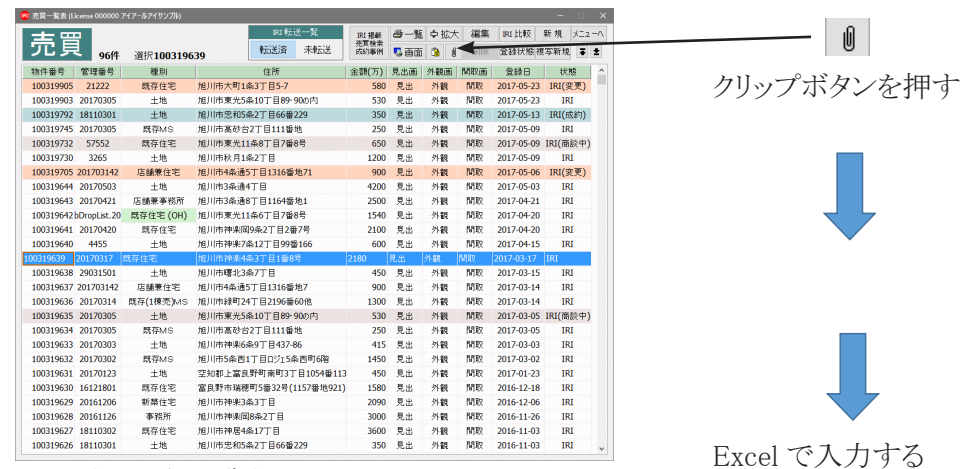 売買一覧表 (License 000000 アイアールアイサンプル)
売買 96件 選択100319639
IRI転送一覧
転送済 未転送
IRI 掲載
売買検索
成約事例
一覧 拡大 編集 IRI比較 新規 メニューへ
画面 削除 登録状態 複写新規
物件番号 管理番号 種別 住所 金額(万) 見出画 外観画 間取画 登録日 状態
100319905 21222 既存住宅 旭川市大町1条3丁目5-7 580 見出 外観 間取 2017-05-23 IRI(変更)
100319903 20170305 土地 旭川市東光5条10丁目89・90の内 530 見出 外観 間取 2017-05-23 IRI
100319792 18110301 土地 旭川市忠和5条2丁目66番229 350 見出 外観 間取 2017-05-13 IRI(成約)
100319745 20170305 既存MS 旭川市高砂台2丁目111番地 250 見出 外観 間取 2017-05-09 IRI
100319732 57552 既存住宅 旭川市東光11条8丁目7番8号 650 見出 外観 間取 2017-05-09 IRI(商談中)
100319730 3265 土地 旭川市秋月1条2丁目 1200 見出 外観 間取 2017-05-09 IRI
100319705 201703142 店舗兼住宅 旭川市4条通5丁目1316番地71 900 見出 外観 間取 2017-05-06 IRI(変更)
100319644 20170503 土地 旭川市3条通4丁目 4200 見出 外観 間取 2017-05-03 IRI
100319643 20170421 店舗兼事務所 旭川市3条通8丁目1164番地1 2500 見出 外観 間取 2017-04-21 IRI
100319642 bDropList.20 既存住宅 (OH) 旭川市東光11条6丁目7番8号 1540 見出 外観 間取 2017-04-20 IRI
100319641 20170420 既存住宅 旭川市神楽岡9条2丁目2番7号 2100 見出 外観 間取 2017-04-20 IRI
100319640 4455 土地 旭川市神楽7条12丁目99番166 600 見出 外観 間取 2017-04-15 IRI
100319639 20170317 既存住宅 旭川市神楽4条3丁目1番8号 2180 見出 外観 間取 2017-03-17 IRI
100319638 29031501 土地 旭川市曙北3条7丁目 450 見出 外観 間取 2017-03-15 IRI
100319637 201703142 店舗兼住宅 旭川市4条通5丁目1316番地7 900 見出 外観 間取 2017-03-14 IRI
100319636 20170314 既存(1棟売)MS 旭川市緑町24丁目2196番60他 1300 見出 外観 間取 2017-03-14 IRI
100319635 20170305 土地 旭川市東光5条10丁目89・90の内 530 見出 外観 間取 2017-03-05 IRI(商談中)
100319634 20170305 既存MS 旭川市高砂台2丁目111番地 250 見出 外観 間取 2017-03-05 IRI
100319633 20170303 土地 旭川市神楽6条9丁目437-86 415 見出 外観 間取 2017-03-03 IRI
100319632 20170302 既存MS 旭川市5条西1丁目ロジェ5条西町6階 1450 見出 外観 間取 2017-03-02 IRI
100319631 20170123 土地 空知郡上富良野町南町3丁目1054番113 450 見出 外観 間取 2017-01-23 IRI
100319630 16121801 既存住宅 富良野市瑞穂町5番32号(1157番地921) 1580 見出 外観 間取 2016-12-18 IRI
100319629 20161206 新築住宅 旭川市神楽3条3丁目 2090 見出 外観 間取 2016-12-06 IRI
100319628 20161126 事務所 旭川市神楽岡8条2丁目 3000 見出 外観 間取 2016-11-26 IRI
100319627 18110302 既存住宅 旭川市神居4条17丁目 3600 見出 外観 間取 2016-11-03 IRI
100319626 18110301 土地 旭川市忠和5条2丁目66番229 350 見出 外観 間取 2016-11-03 IRI
クリップボタンを押す
Excel で入力する